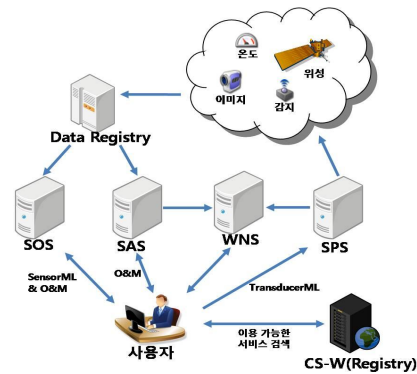 온도
위성
이미지
감지
Data Registry
SOS
SAS
WNS
SPS
SensorML
& O&M
O&M
TransducerML
사용자
이용 가능한
서비스 검색
CS-W(Registry)